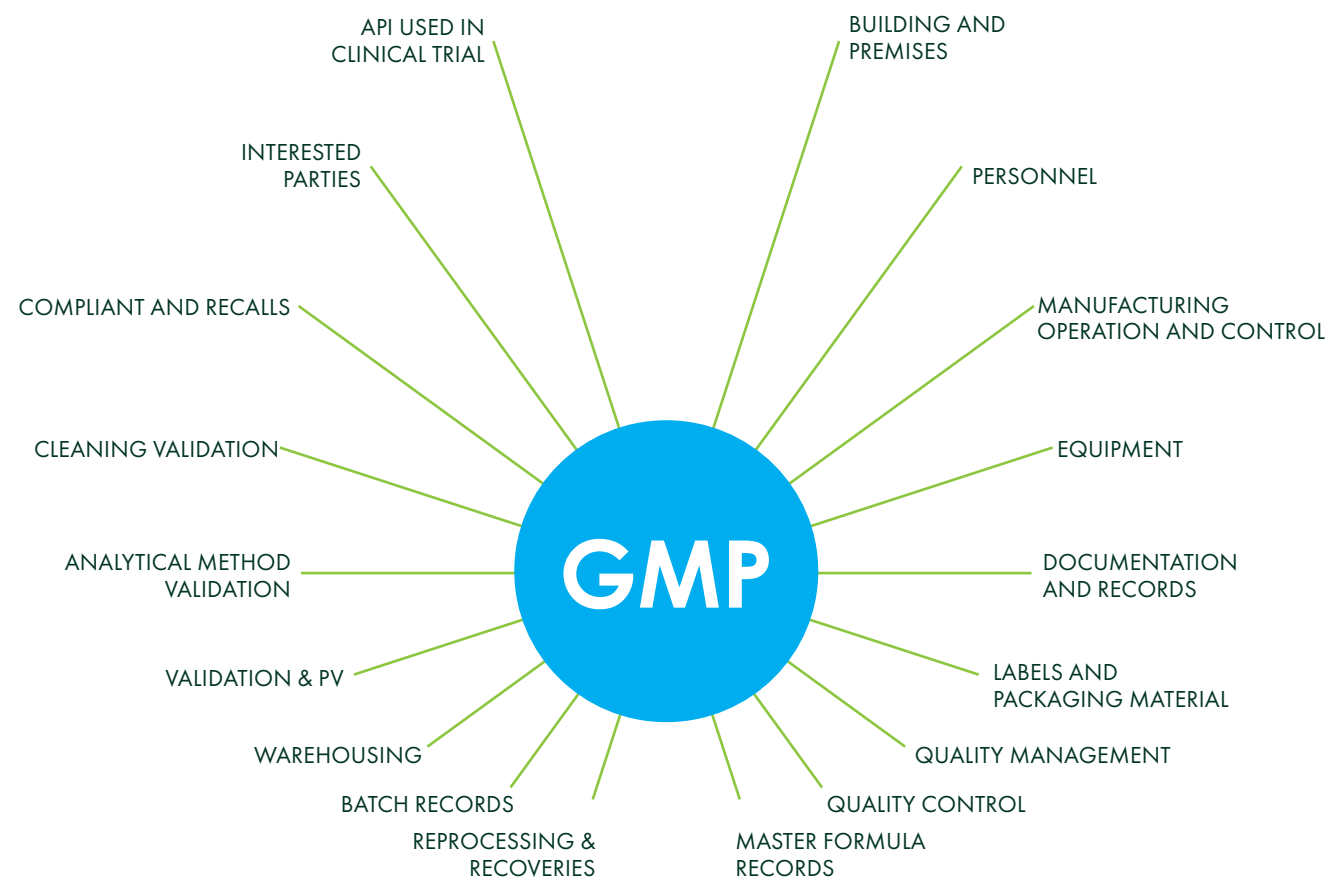 API USED IN
CLINICAL TRIAL
BUILDING AND
PREMISES
INTERESTED
PARTIES
PERSONNEL
COMPLIANT AND RECALLS
MANUFACTURING
OPERATION AND CONTROL
CLEANING VALIDATION
EQUIPMENT
GMP
ANALYTICAL METHOD
VALIDATION
DOCUMENTATION
AND RECORDS
VALIDATION & PV
LABELS AND
PACKAGING MATERIAL
WAREHOUSING
QUALITY MANAGEMENT
BATCH RECORDS
QUALITY CONTROL
REPROCESSING &
RECOVERIES
MASTER FORMULA
RECORDS